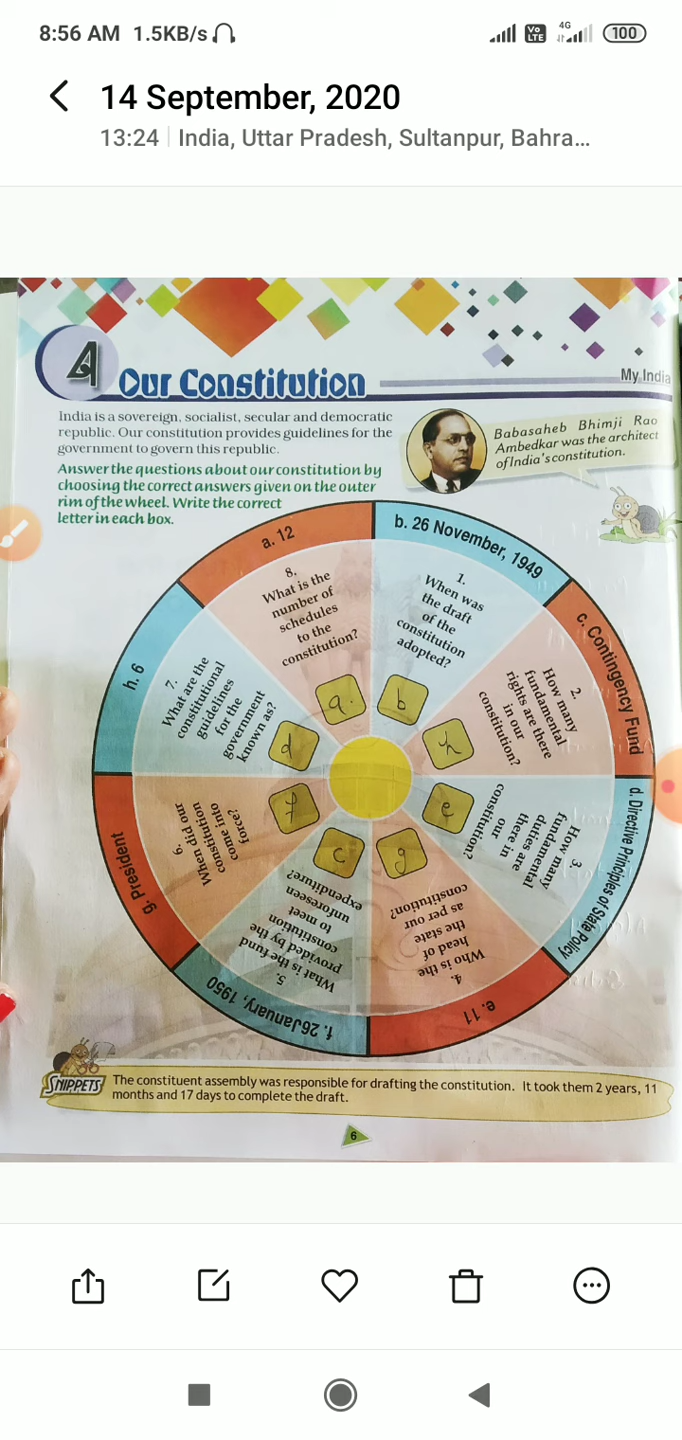 8:56 AM 1.5KB/s
Vo
LTE
4G
100
14 September, 2020
13:24 | India, Uttar Pradesh, Sultanpur, Bahra...
4
Our Constitution
My India
India is a sovereign, socialist, secular and democratic
republic. Our constitution provides guidelines for the
government to govern this republic.
Answer the questions about our constitution by
choosing the correct answers given on the outer
rim of the wheel. Write the correct
letter in each box.
Babasaheb Bhimji Rao
Ambedkar was the architect
of India's constitution.
a. 12
b. 26 November, 1949
c. Contingency Fund
d. Directive Principles of State Policy
e. 11
f. 26 January, 1950
g. President
h. 6
1.
When was
the draft
of the
constitution
adopted?
b
2.
How many
fundamental
rights are there
in our
constitution?
h
3.
How many
fundamental
duties are
there in
our
constitution?
e
4.
Who is the
head of
the state
as per our
constitution?
g
5.
What is the fund
provided by the
constitution
to meet
unforeseen
expenditure?
c
6.
When did our
constitution
come into
force?
f
7.
What are the
constitutional
guidelines
for the
government
known as?
d
8.
What is the
number of
schedules
to the
constitution?
a.
SNIPPETS
The constituent assembly was responsible for drafting the constitution. It took them 2 years, 11
months and 17 days to complete the draft.
6